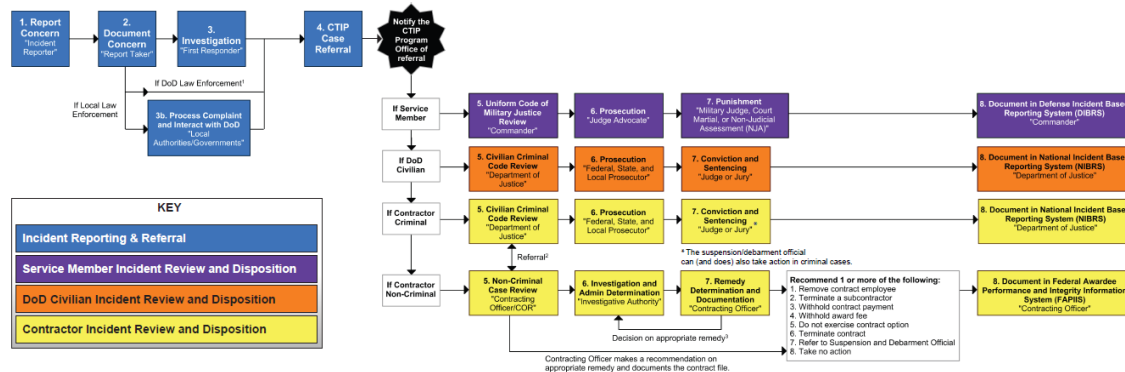 1. Report
Concern
"Incident
Reporter"
2.
Document
Concern
"Report Taker"
3.
Investigation
"First Responder"
4. CTIP
Case
Referral
Notify the
CTIP
Program
Office of
referral
If DoD Law Enforcement¹
If Local Law
Enforcement
3b. Process Complaint
and Interact with DoD
"Local
Authorities/Governments"
If Service
Member
5. Uniform Code of
Military Justice
Review
"Commander"
6. Prosecution
"Judge Advocate"
7. Punishment
"Military Judge, Court
Martial, or Non-Judicial
Assessment (NJA)"
8. Document in Defense Incident Based
Reporting System (DIBRS)
"Commander"
If DoD
Civilian
5. Civilian Criminal
Code Review
"Department of
Justice"
6. Prosecution
"Federal, State, and
Local Prosecutor"
7. Conviction and
Sentencing
"Judge or Jury"
8. Document in National Incident Based
Reporting System (NIBRS)
"Department of Justice"
If Contractor
Criminal
5. Civilian Criminal
Code Review
"Department of
Justice"
6. Prosecution
"Federal, State, and
Local Prosecutor"
7. Conviction and
Sentencing *
"Judge or Jury"
8. Document in National Incident Based
Reporting System (NIBRS)
"Department of Justice"
Referral²
* The suspension/debarment official
can (and does) also take action in criminal cases.
If Contractor
Non-Criminal
5. Non-Criminal
Case Review
"Contracting
Officer/COR"
6. Investigation and
Admin Determination
"Investigative Authority"
7. Remedy
Determination and
Documentation
"Contracting Officer"
Recommend 1 or more of the following:
1. Remove contract employee
2. Terminate a subcontractor
3. Withhold contract payment
4. Withhold award fee
5. Do not exercise contract option
6. Terminate contract
7. Refer to Suspension and Debarment Official
8. Take no action
8. Document in Federal Awardee
Performance and Integrity Information
System (FAPIIS)
"Contracting Officer"
Decision on appropriate remedy³
Contracting Officer makes a recommendation on
appropriate remedy and documents the contract file.
KEY
Incident Reporting & Referral
Service Member Incident Review and Disposition
DoD Civilian Incident Review and Disposition
Contractor Incident Review and Disposition